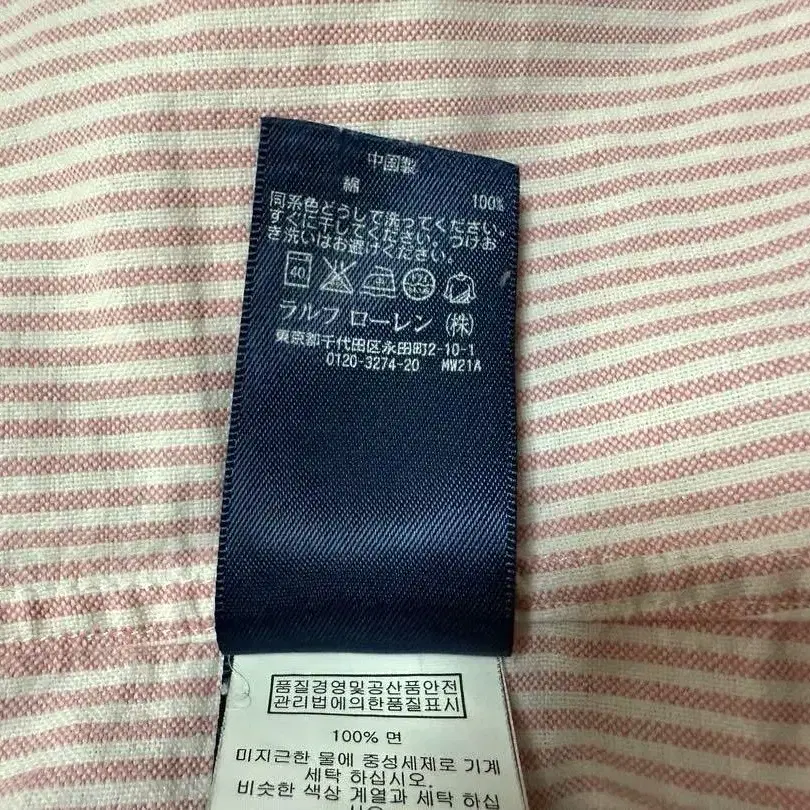 中国製
綿 100%
同系色どうしで洗ってください。
すぐに干してください。つけお
き洗いはお避けください。
40 中
ラルフ ローレン (株)
東京都千代田区永田町2-10-1
0120-3274-20 MW21A
품질경영및공산품안전
관리법에의한품질표시
100% 면
미지근한 물에 중성세제로 기계
세탁 하십시오.
비슷한 색상 계열과 세탁 하십